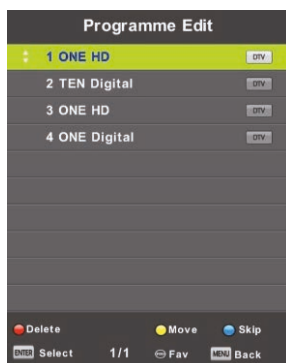 Programme Edit
1 ONE HD DTV
2 TEN Digital DTV
3 ONE HD DTV
4 ONE Digital DTV
Delete Move Skip
ENTER Select 1/1 Fav MENU Back